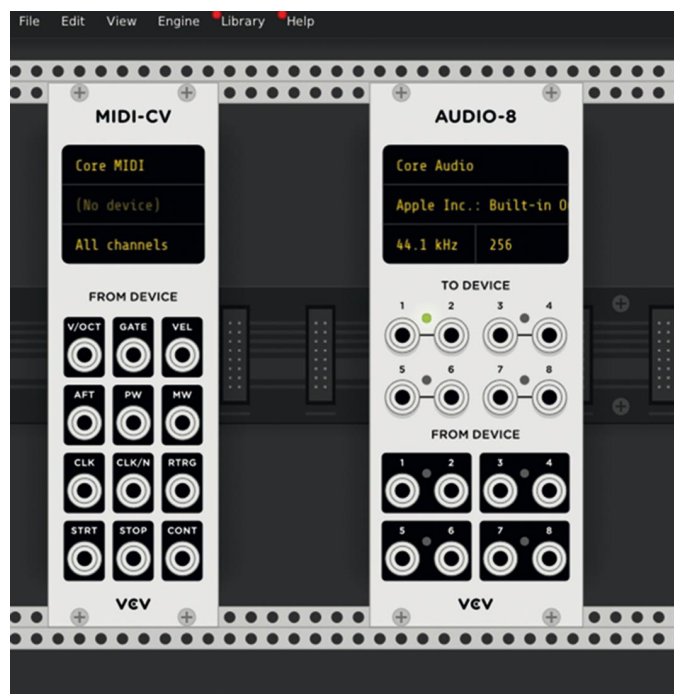 File Edit View Engine Library Help
MIDI-CV
Core MIDI
(No device)
All channels
FROM DEVICE
V/OCT GATE VEL
AFT PW MW
CLK CLK/N RTRG
STRT STOP CONT
VCV
AUDIO-8
Core Audio
Apple Inc.: Built-in O
44.1 kHz 256
TO DEVICE
1 2 3 4
5 6 7 8
FROM DEVICE
1 2 3 4
5 6 7 8
VCV